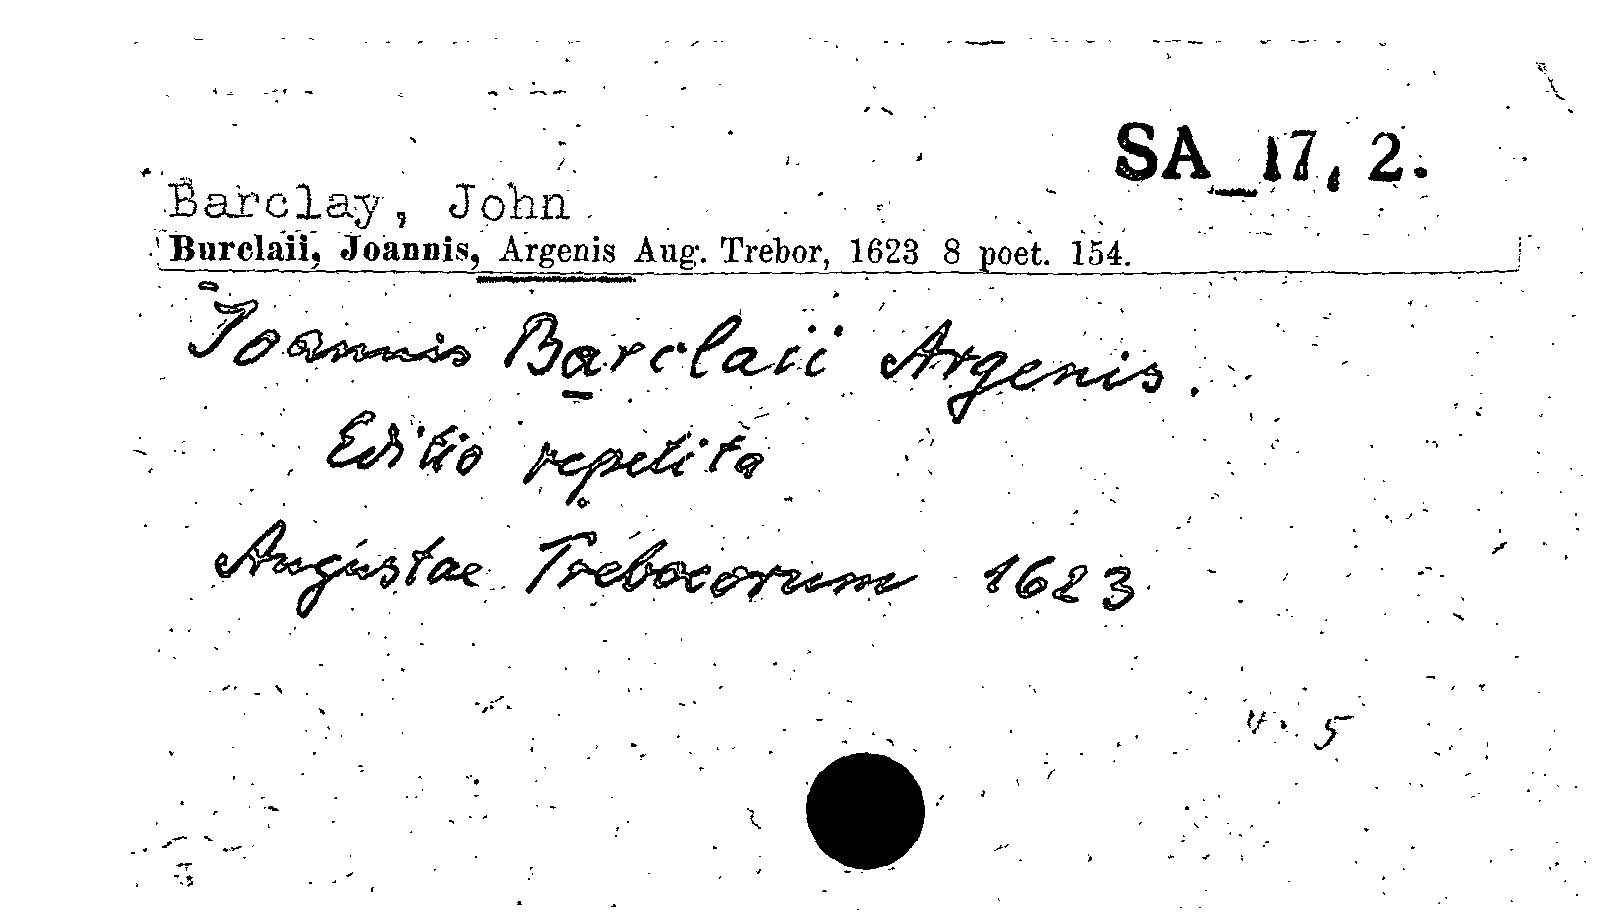 SA 17, 2.
Barclay, John
Burclaii, Joannis, Argenis Aug. Trebor, 1623 8 poet. 154.
Joannis Barclaii Argenis.
Editio repetita
Augustae Trebocorum 1623
5